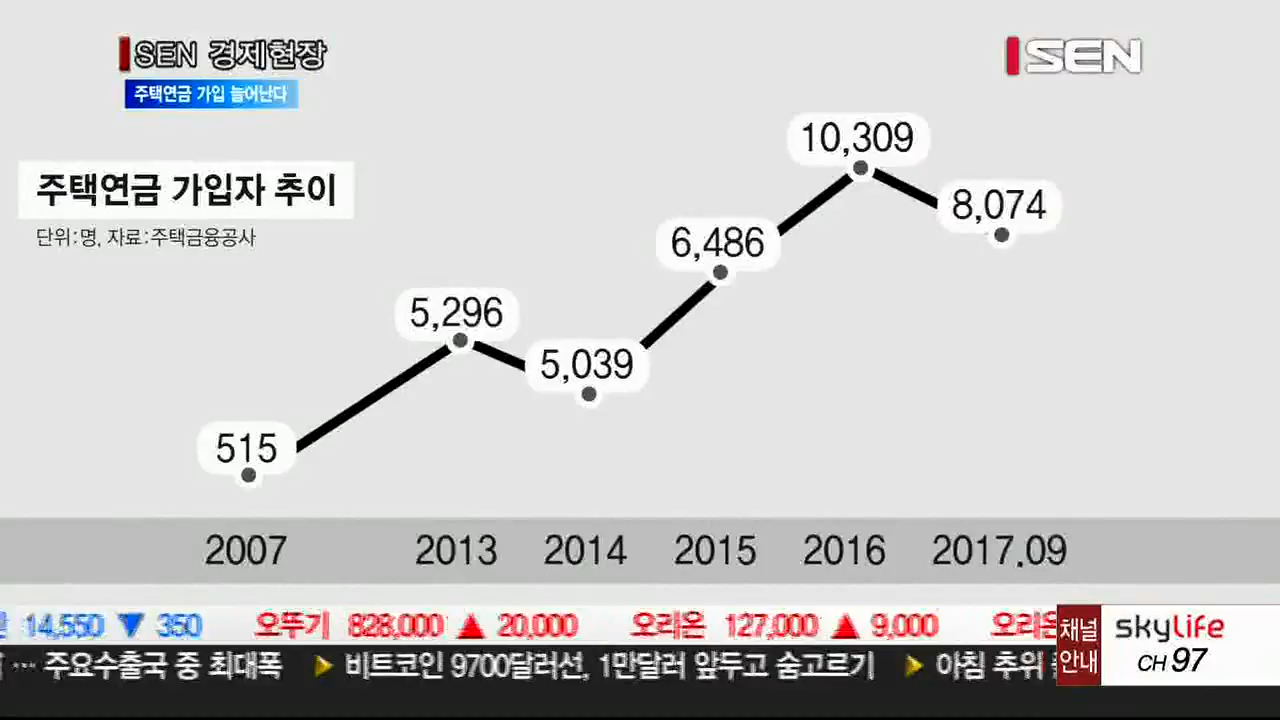 SEN 경제현장
SEN
주택연금 가입 늘어난다
주택연금 가입자 추이
단위:명, 자료:주택금융공사
10,309
8,074
6,486
5,296
5,039
515
2007 2013 2014 2015 2016 2017.09
14,550 ▼ 350 오뚜기 828,000 ▲ 20,000 오리온 127,000 ▲ 9,000 오리온
… 주요수출국 중 최대폭 ▶ 비트코인 9700달러선, 1만달러 앞두고 숨고르기 ▶ 아침 추위
채널
안내
skylife
CH 97